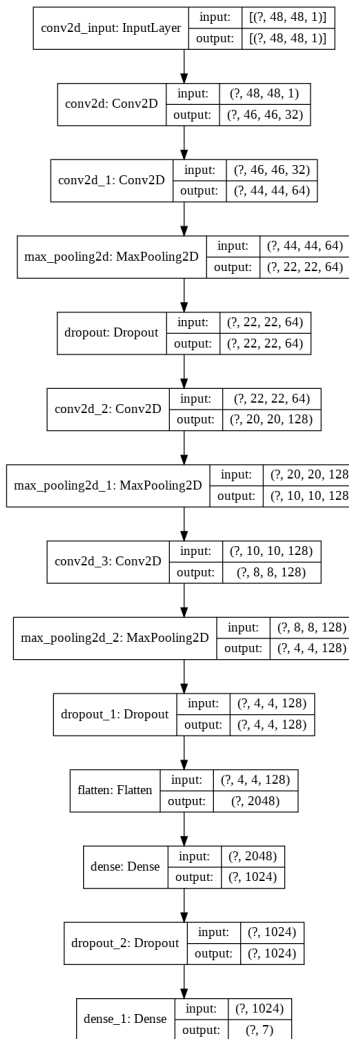 conv2d_input: InputLayer
input: [(?, 48, 48, 1)]
output: [(?, 48, 48, 1)]
conv2d: Conv2D
input: (?, 48, 48, 1)
output: (?, 46, 46, 32)
conv2d_1: Conv2D
input: (?, 46, 46, 32)
output: (?, 44, 44, 64)
max_pooling2d: MaxPooling2D
input: (?, 44, 44, 64)
output: (?, 22, 22, 64)
dropout: Dropout
input: (?, 22, 22, 64)
output: (?, 22, 22, 64)
conv2d_2: Conv2D
input: (?, 22, 22, 64)
output: (?, 20, 20, 128)
max_pooling2d_1: MaxPooling2D
input: (?, 20, 20, 128
output: (?, 10, 10, 128
conv2d_3: Conv2D
input: (?, 10, 10, 128)
output: (?, 8, 8, 128)
max_pooling2d_2: MaxPooling2D
input: (?, 8, 8, 128)
output: (?, 4, 4, 128)
dropout_1: Dropout
input: (?, 4, 4, 128)
output: (?, 4, 4, 128)
flatten: Flatten
input: (?, 4, 4, 128)
output: (?, 2048)
dense: Dense
input: (?, 2048)
output: (?, 1024)
dropout_2: Dropout
input: (?, 1024)
output: (?, 1024)
dense_1: Dense
input: (?, 1024)
output: (?, 7)